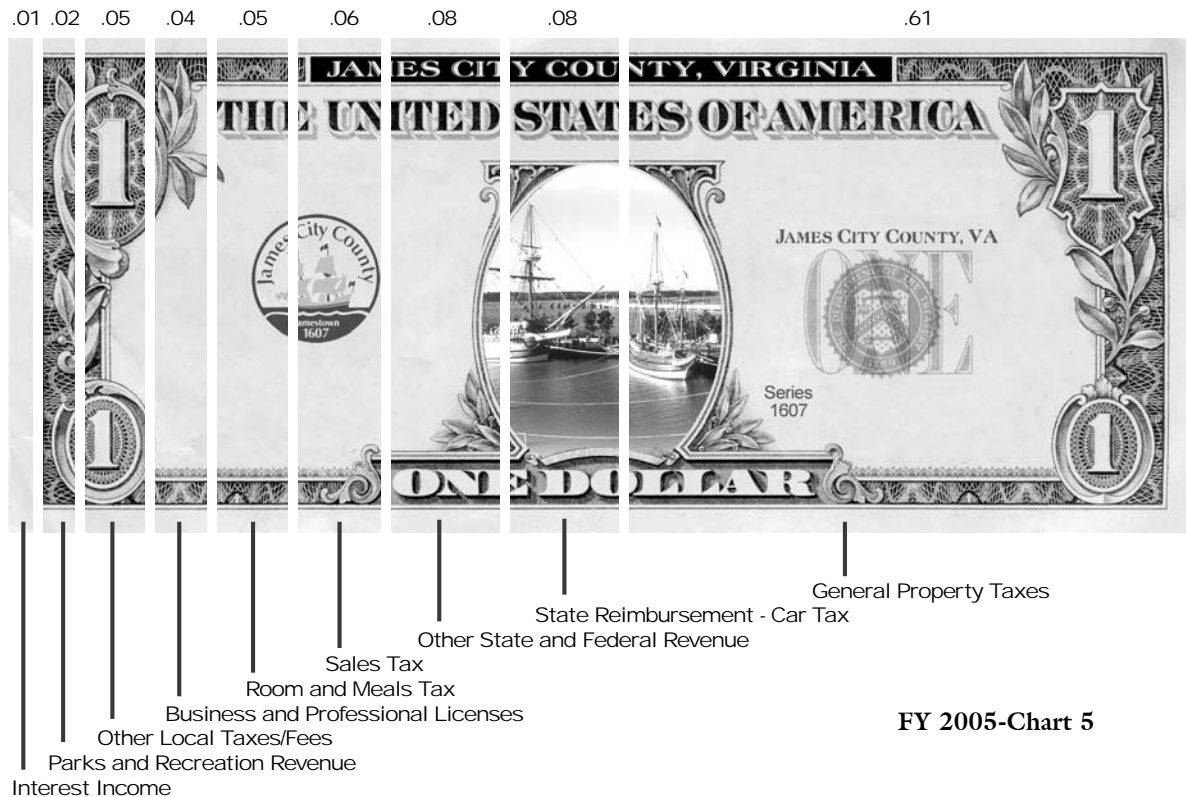 .01 .02 .05 .04 .05 .06 .08 .08 .61
JAMES CITY COUNTY, VIRGINIA
THE UNITED STATES OF AMERICA
1
1
James City County
Jamestown
1607
JAMES CITY COUNTY, VA
ONE
Series
1607
1
1
ONE DOLLAR
General Property Taxes
State Reimbursement - Car Tax
Other State and Federal Revenue
Sales Tax
Room and Meals Tax
Business and Professional Licenses
Other Local Taxes/Fees
Parks and Recreation Revenue
Interest Income
FY 2005-Chart 5